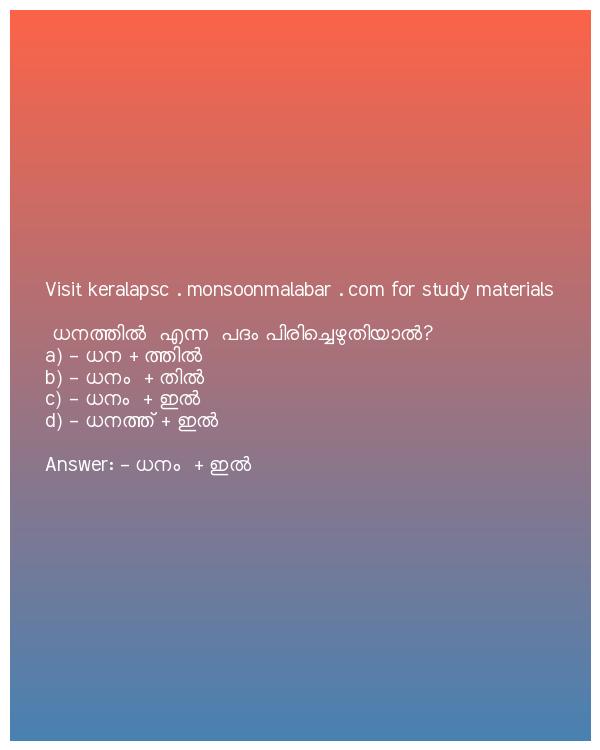 Visit keralapsc . monsoonmalabar . com for study materials
ധനത്തിൽ എന്ന പദം പിരിച്ചെഴുതിയാൽ?
a) – ധന + ത്തിൽ
b) – ധനം + തിൽ
c) – ധനം + ഇൽ
d) – ധനത്ത് + ഇൽ
Answer: – ധനം + ഇൽ